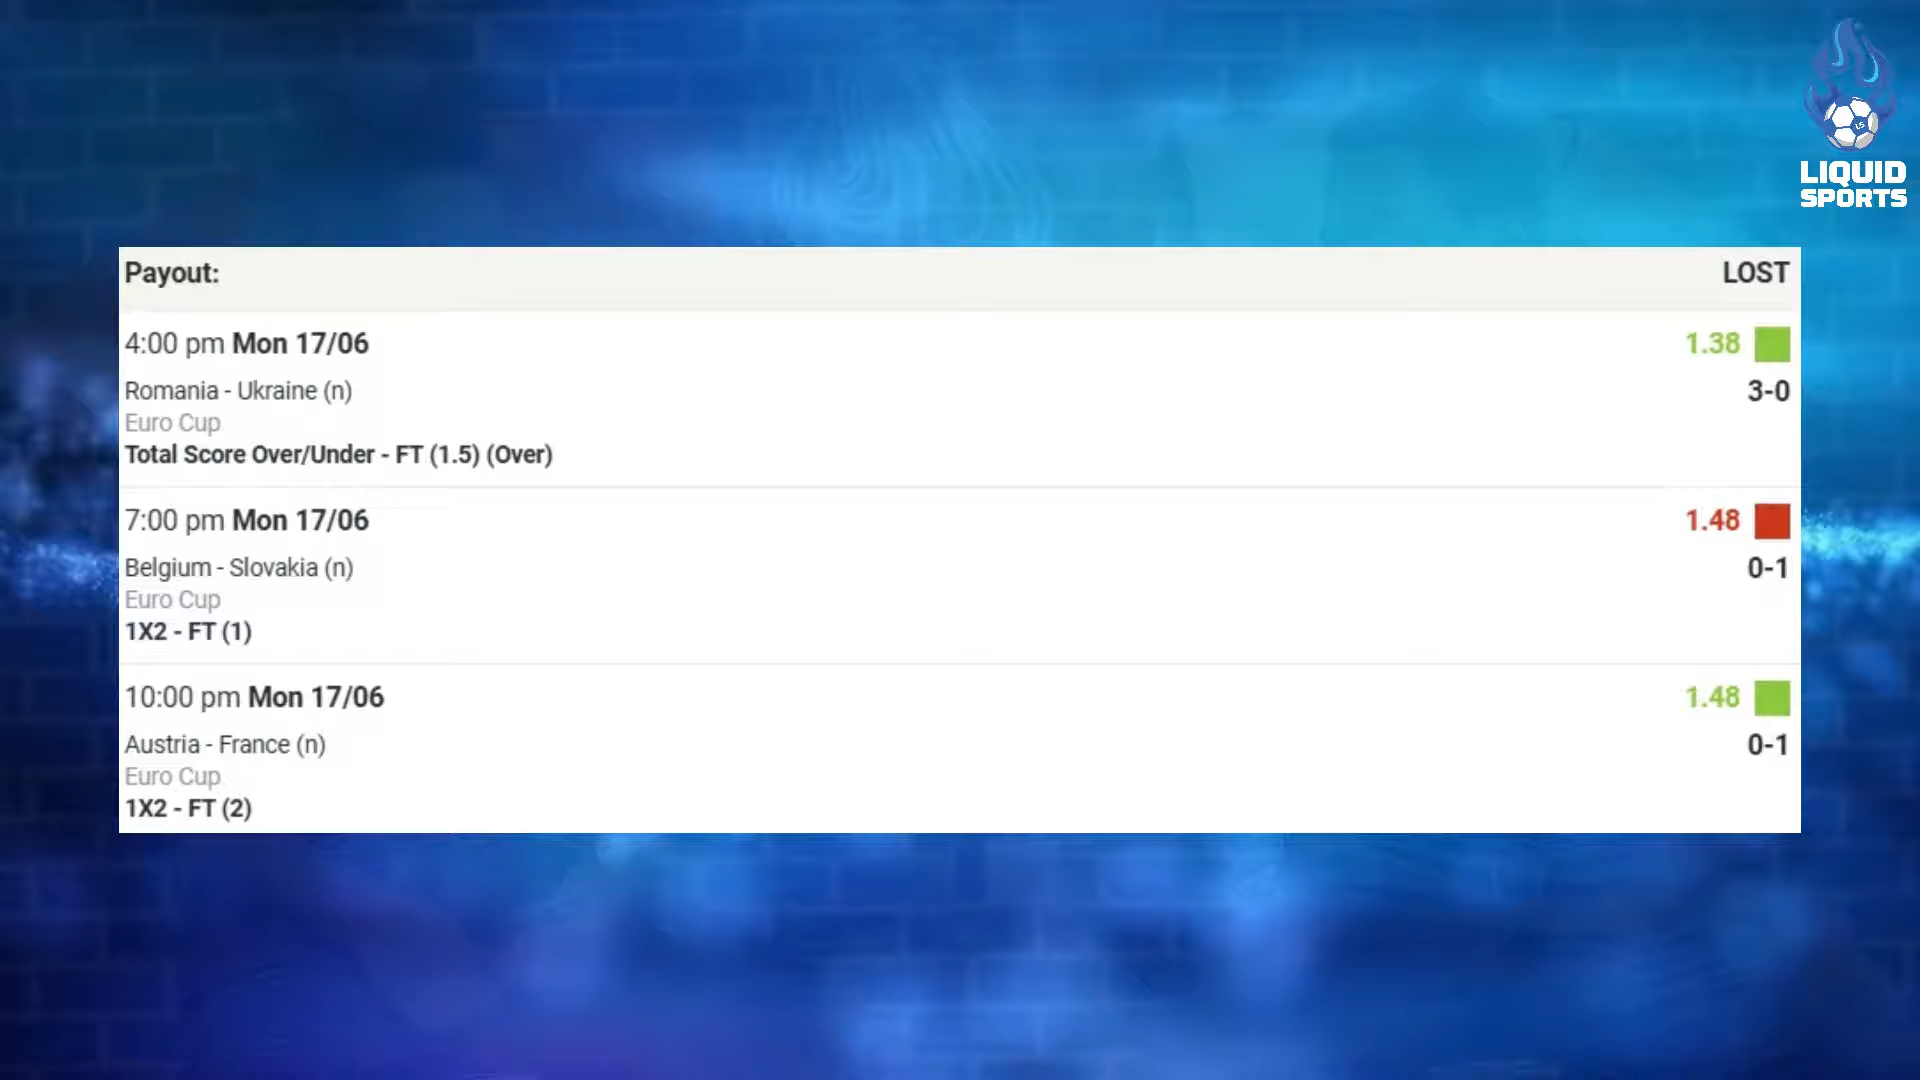 LIQUID
SPORTS
Payout: LOST
4:00 pm Mon 17/06 1.38
Romania - Ukraine (n) 3-0
Euro Cup
Total Score Over/Under - FT (1.5) (Over)
7:00 pm Mon 17/06 1.48
Belgium - Slovakia (n) 0-1
Euro Cup
1X2 - FT (1)
10:00 pm Mon 17/06 1.48
Austria - France (n) 0-1
Euro Cup
1X2 - FT (2)